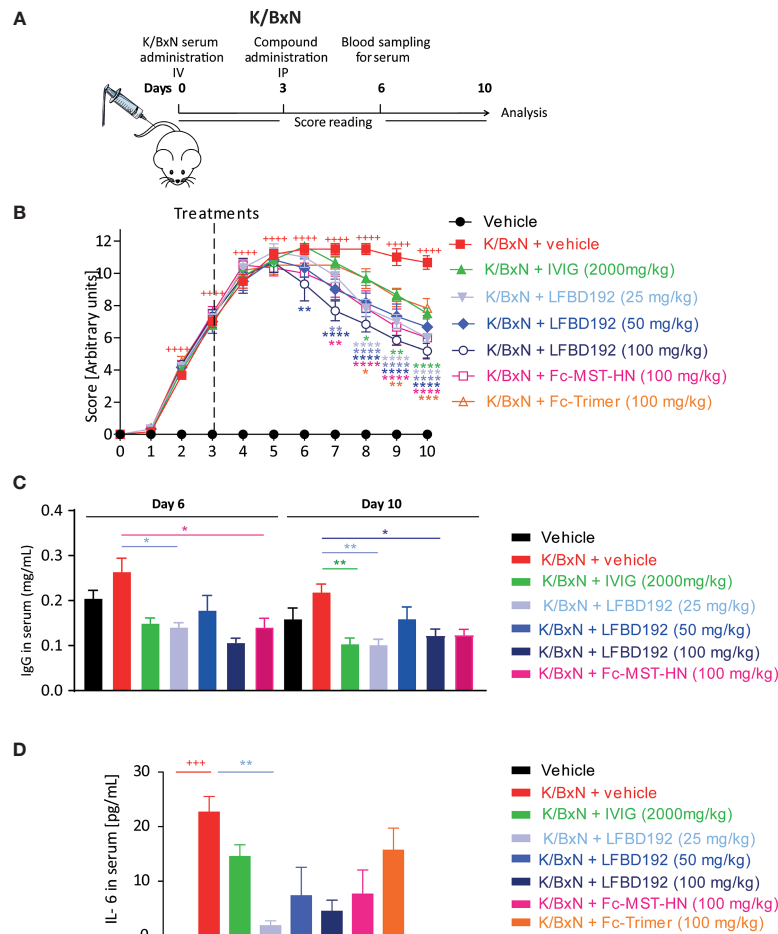 A
K/BxN
K/BxN serum
administration
IV
Compound
administration
IP
Blood sampling
for serum
Days 0 3 6 10
Analysis
Score reading
B
Treatments
Score [Arbitrary units]
12
10
8
6
4
2
0
0 1 2 3 4 5 6 7 8 9 10
++++ ++++ ++++ ++++ ++++ ++++ ++++ ++++ ++++
** ** **** ** * **** **** **** * ** **** **** **** ** **** **** **** **** ***
Vehicle
K/BxN + vehicle
K/BxN + IVIG (2000mg/kg)
K/BxN + LFBD192 (25 mg/kg)
K/BxN + LFBD192 (50 mg/kg)
K/BxN + LFBD192 (100 mg/kg)
K/BxN + Fc-MST-HN (100 mg/kg)
K/BxN + Fc-Trimer (100 mg/kg)
C
Day 6 Day 10
IgG in serum (mg/mL)
0.4
0.3
0.2
0.1
0.0
* * * ** **
Vehicle
K/BxN + vehicle
K/BxN + IVIG (2000mg/kg)
K/BxN + LFBD192 (25 mg/kg)
K/BxN + LFBD192 (50 mg/kg)
K/BxN + LFBD192 (100 mg/kg)
K/BxN + Fc-MST-HN (100 mg/kg)
D
IL- 6 in serum [pg/mL]
30
20
10
0
+++ **
Vehicle
K/BxN + vehicle
K/BxN + IVIG (2000mg/kg)
K/BxN + LFBD192 (25 mg/kg)
K/BxN + LFBD192 (50 mg/kg)
K/BxN + LFBD192 (100 mg/kg)
K/BxN + Fc-MST-HN (100 mg/kg)
K/BxN + Fc-Trimer (100 mg/kg)